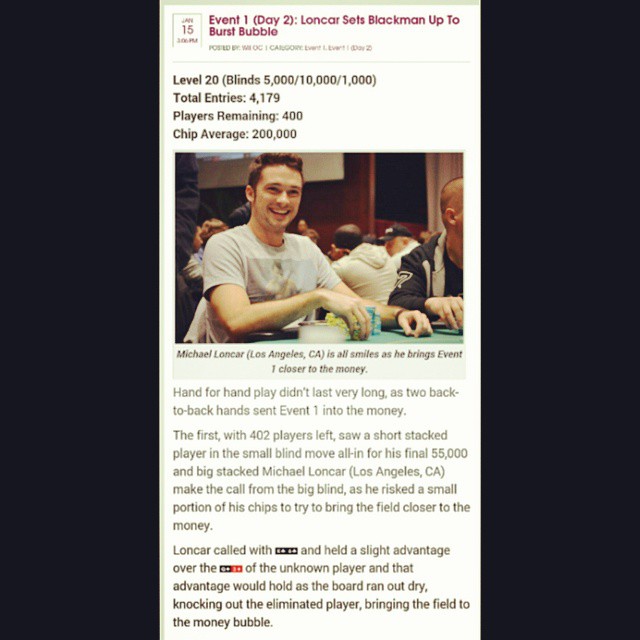 JAN
15
3:06PM
Event 1 (Day 2): Loncar Sets Blackman Up To
Burst Bubble
POSTED BY: WILOC | CATEGORY: Event 1, Event 1 (Day 2)
Level 20 (Blinds 5,000/10,000/1,000)
Total Entries: 4,179
Players Remaining: 400
Chip Average: 200,000
Michael Loncar (Los Angeles, CA) is all smiles as he brings Event
1 closer to the money.
Hand for hand play didn't last very long, as two back-
to-back hands sent Event 1 into the money.
The first, with 402 players left, saw a short stacked
player in the small blind move all-in for his final 55,000
and big stacked Michael Loncar (Los Angeles, CA)
make the call from the big blind, as he risked a small
portion of his chips to try to bring the field closer to the
money.
Loncar called with and held a slight advantage
over the of the unknown player and that
advantage would hold as the board ran out dry,
knocking out the eliminated player, bringing the field to
the money bubble.